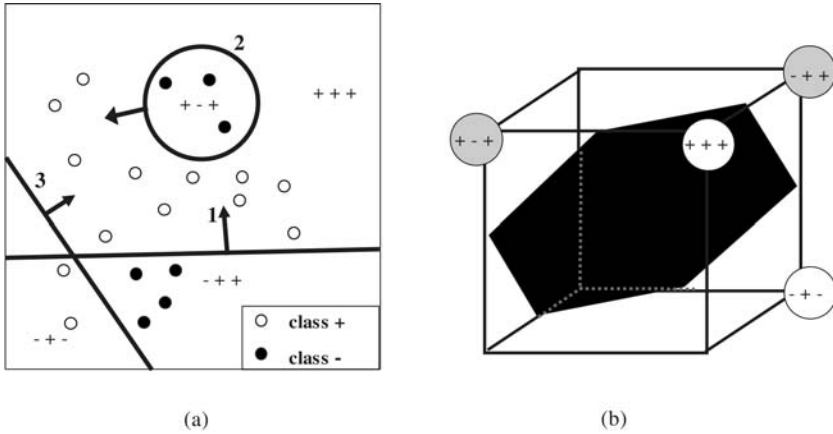 2
+ - +
+ + +
3
1
- + +
- + -
class +
class -
(a)
- + +
+ - +
+ + +
- + -
(b)